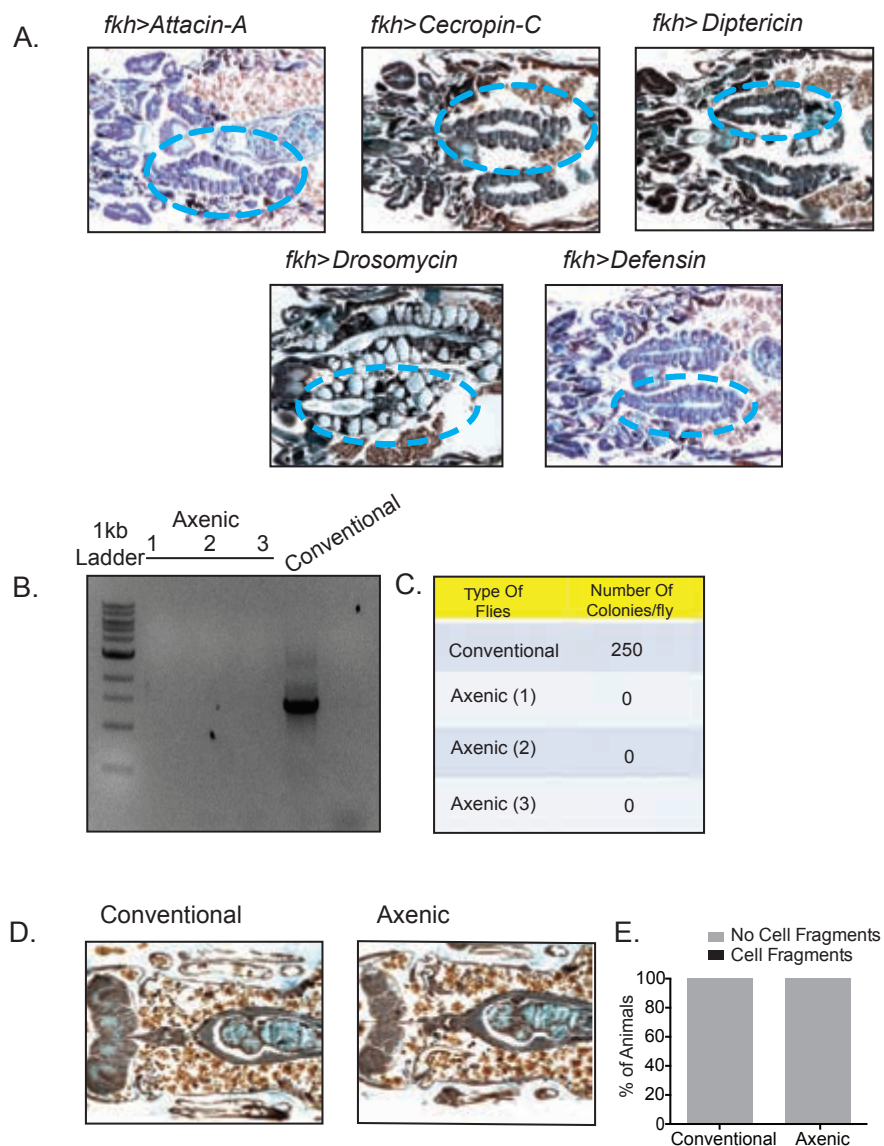 A.
fkh>Attacin-A
fkh>Cecropin-C
fkh>Diptericin
fkh>Drosomycin
fkh>Defensin
B.
1kb
Ladder
Axenic
1 2 3
Conventional
C.
Type Of Flies
Number Of Colonies/fly
Conventional 250
Axenic (1) 0
Axenic (2) 0
Axenic (3) 0
D.
Conventional
Axenic
E.
No Cell Fragments
Cell Fragments
% of Animals
100
80
60
40
20
0
Conventional Axenic